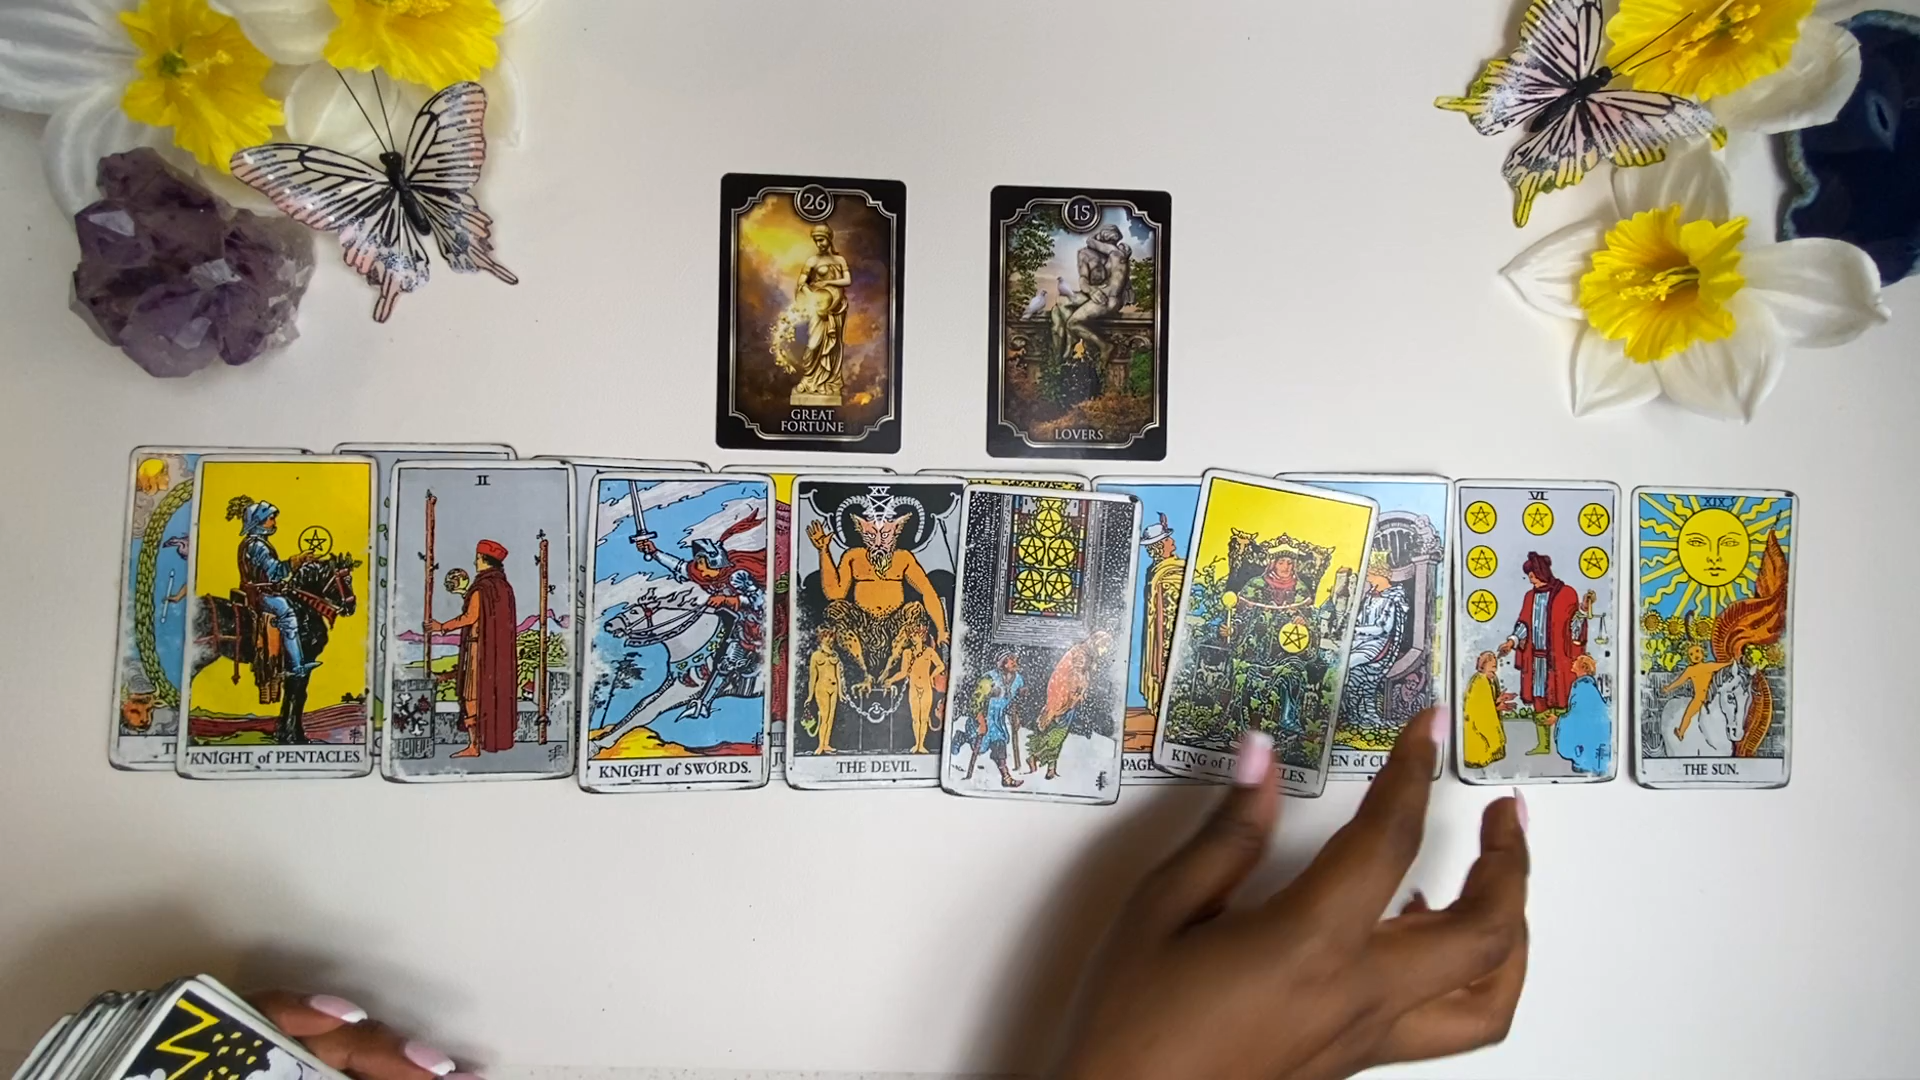 26
GREAT
FORTUNE
15
LOVERS
KNIGHT of PENTACLES.
II
KNIGHT of SWORDS.
XV
THE DEVIL.
PAGE
KING of
VI
XIX
THE SUN.